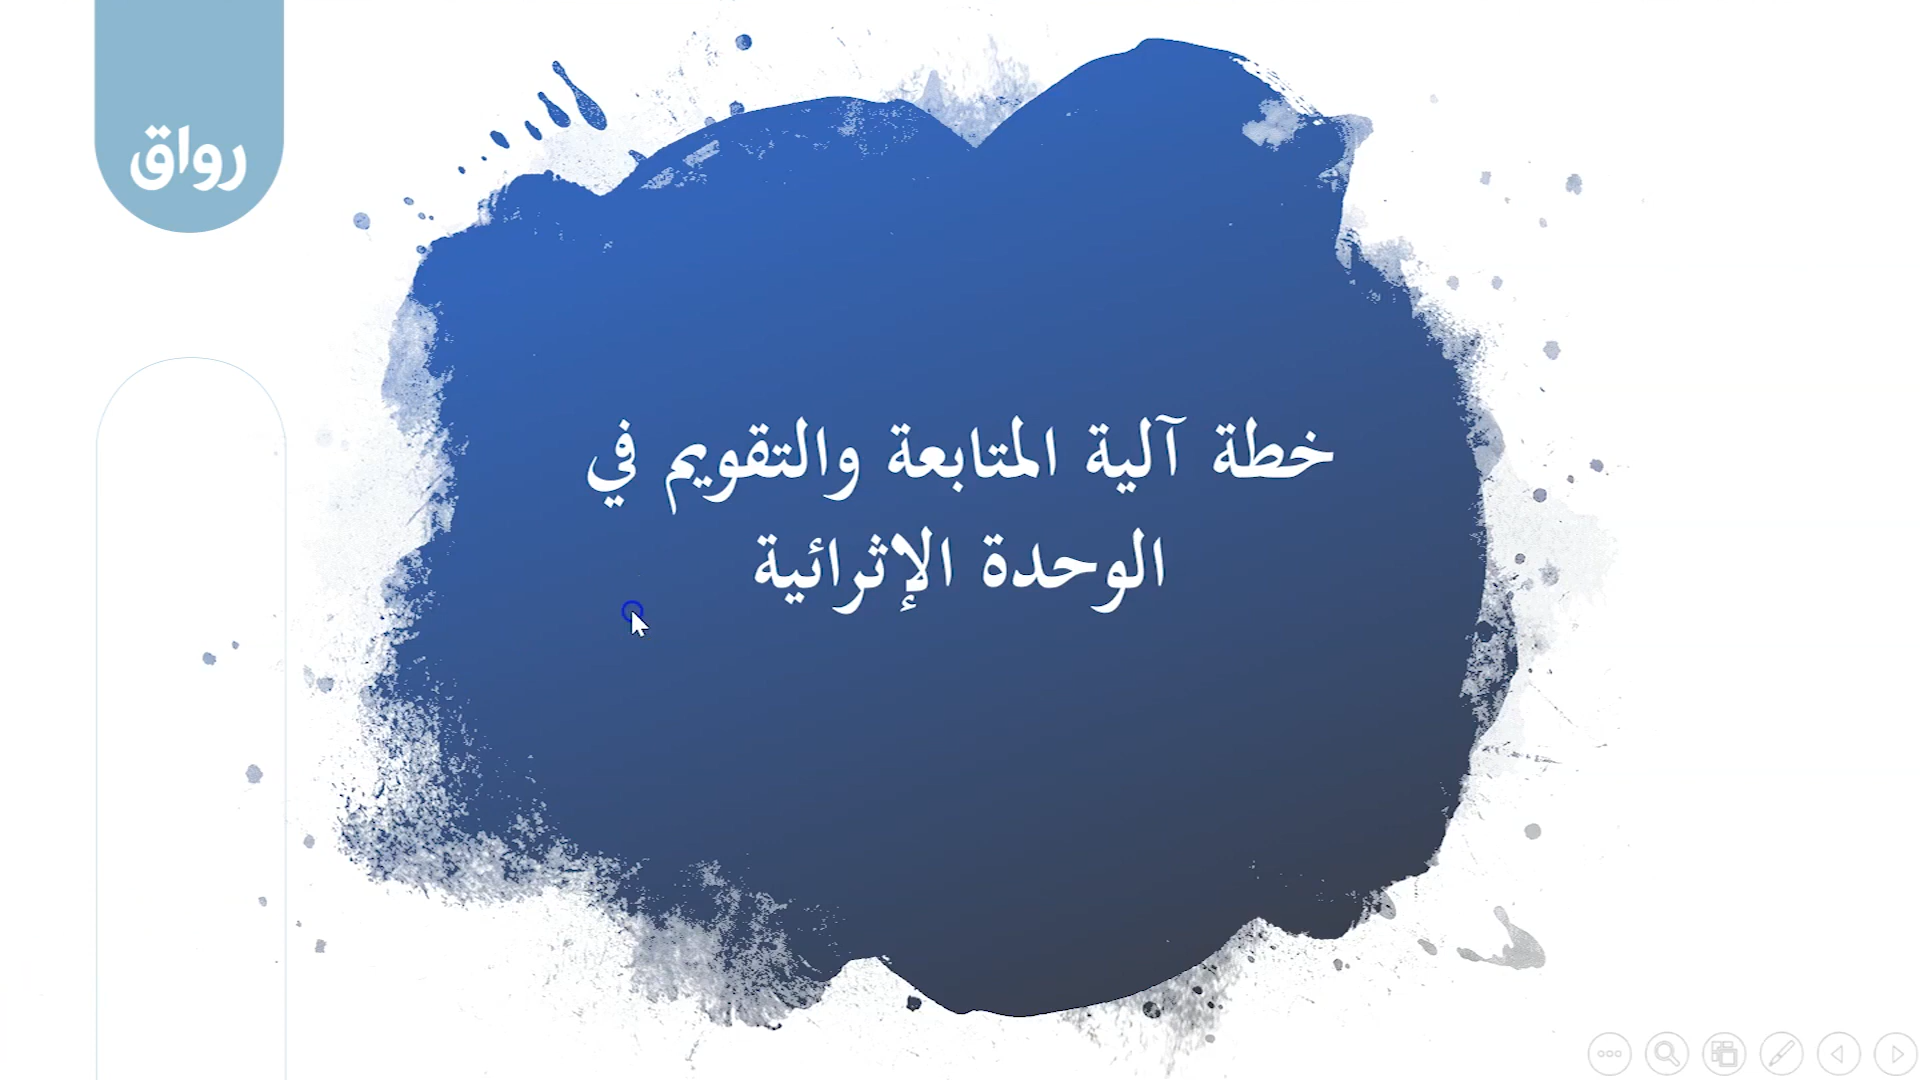 رواق
خطة آلية المتابعة والتقويم في
الوحدة الإثرائية